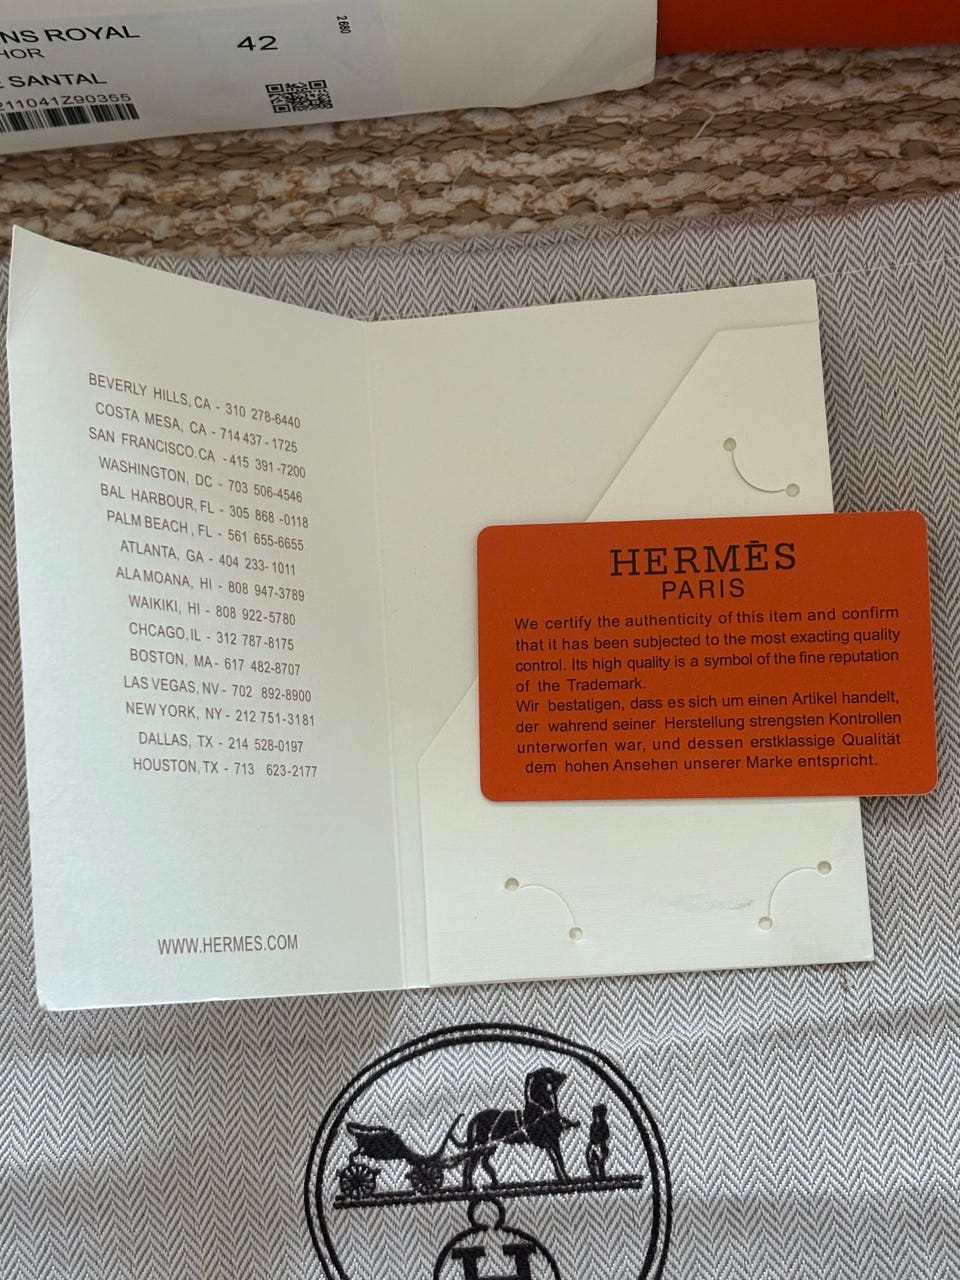 NS ROYAL
HOR
42
2680
SANTAL
211041Z90355
BEVERLY HILLS, CA - 310 278-6440
COSTA MESA, CA - 714 437 - 1725
SAN FRANCISCO.CA - 415 391 -7200
WASHINGTON, DC - 703 506-4546
BAL HARBOUR, FL - 305 868 -0118
PALM BEACH , FL - 561 655-6655
ATLANTA, GA - 404 233- 1011
ALA MOANA, HI - 808 947-3789
WAIKIKI, HI - 808 922-5780
CHCAGO, IL - 312 787-8175
BOSTON, MA- 617 482-8707
LAS VEGAS, NV - 702 892-8900
NEW YORK, NY - 212 751-3181
DALLAS, TX - 214 528-0197
HOUSTON, TX - 713 623-2177
WWW.HERMES.COM
HERMĒS
PARIS
We certify the authenticity of this item and confirm
that it has been subjected to the most exacting quality
control. Its high quality is a symbol of the fine reputation
of the Trademark.
Wir bestatigen, dass es sich um einen Artikel handelt,
der wahrend seiner Herstellung strengsten Kontrollen
unterworfen war, und dessen erstklassige Qualität
dem hohen Ansehen unserer Marke entspricht.
H